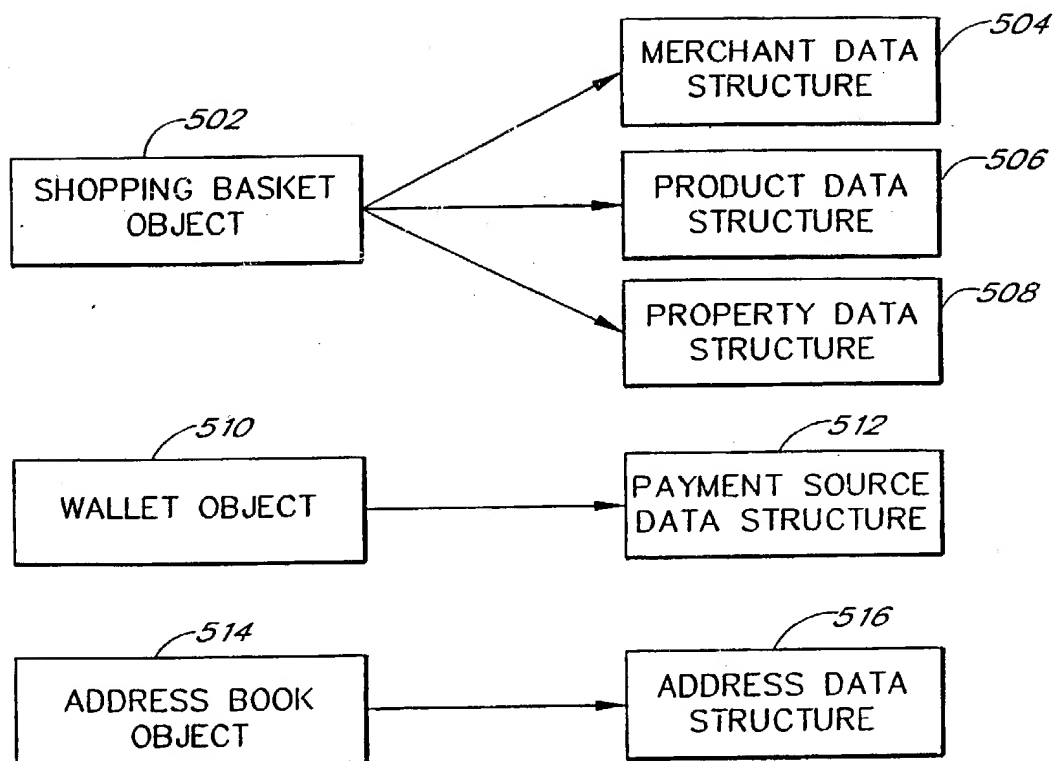 504
MERCHANT DATA
STRUCTURE
502
SHOPPING BASKET
OBJECT
506
PRODUCT DATA
STRUCTURE
508
PROPERTY DATA
STRUCTURE
510
WALLET OBJECT
512
PAYMENT SOURCE
DATA STRUCTURE
514
ADDRESS BOOK
OBJECT
516
ADDRESS DATA
STRUCTURE